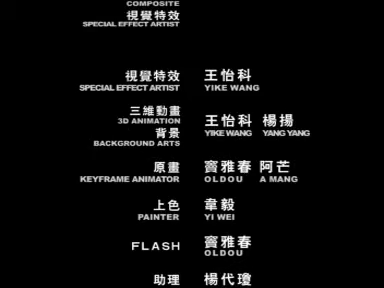 COMPOSITE
視覺特效
SPECIAL EFFECT ARTIST
視覺特效 王怡科
SPECIAL EFFECT ARTIST YIKE WANG
三維動畫
3D ANIMATION 王怡科 楊揚
背景 YIKE WANG YANG YANG
BACKGROUND ARTS
原畫 竇雅春 阿芒
KEYFRAME ANIMATOR OLDOU A MANG
上色 韋毅
PAINTER YI WEI
FLASH 竇雅春
OLDOU
助理 楊代瓊